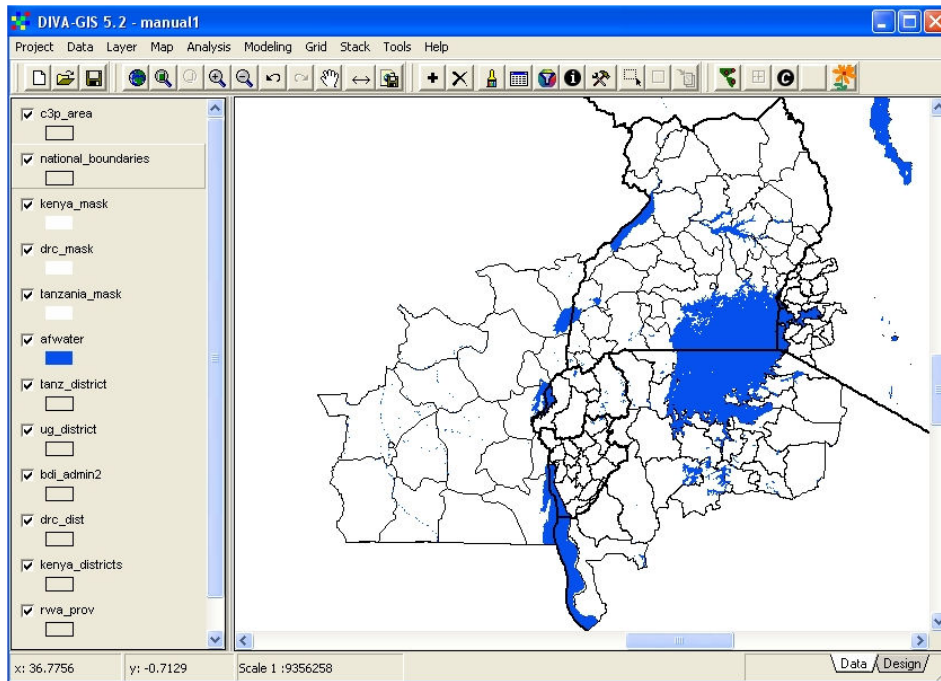 DIVA-GIS 5.2 - manual1
Project Data Layer Map Analysis Modeling Grid Stack Tools Help
c3p_area
national_boundaries
kenya_mask
drc_mask
tanzania_mask
afwater
tanz_district
ug_district
bdi_admin2
drc_dist
kenya_districts
rwa_prov
x: 36.7756 y: -0.7129 Scale 1 :9356258 Data Design